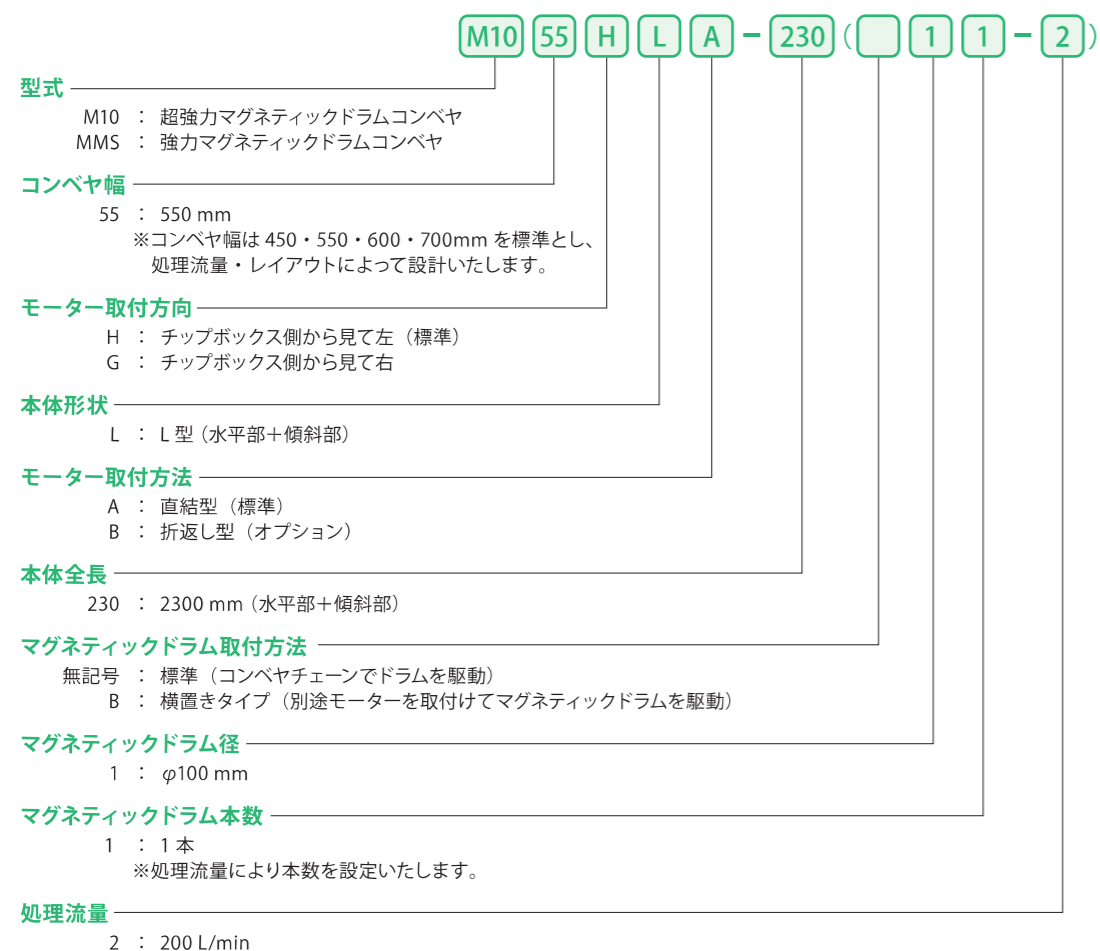 M10 55 H L A - 230 ( 1 1 - 2 )
型式
M10 : 超強力マグネティックドラムコンベヤ
MMS : 強力マグネティックドラムコンベヤ
コンベヤ幅
55 : 550 mm
※コンベヤ幅は 450・550・600・700mm を標準とし、
処理流量・レイアウトによって設計いたします。
モーター取付方向
H : チップボックス側から見て左（標準）
G : チップボックス側から見て右
本体形状
L : L 型（水平部＋傾斜部）
モーター取付方法
A : 直結型（標準）
B : 折返し型（オプション）
本体全長
230 : 2300 mm（水平部＋傾斜部）
マグネティックドラム取付方法
無記号 : 標準（コンベヤチェーンでドラムを駆動）
B : 横置きタイプ（別途モーターを取付けてマグネティックドラムを駆動）
マグネティックドラム径
1 : φ100 mm
マグネティックドラム本数
1 : 1 本
※処理流量により本数を設定いたします。
処理流量
2 : 200 L/min